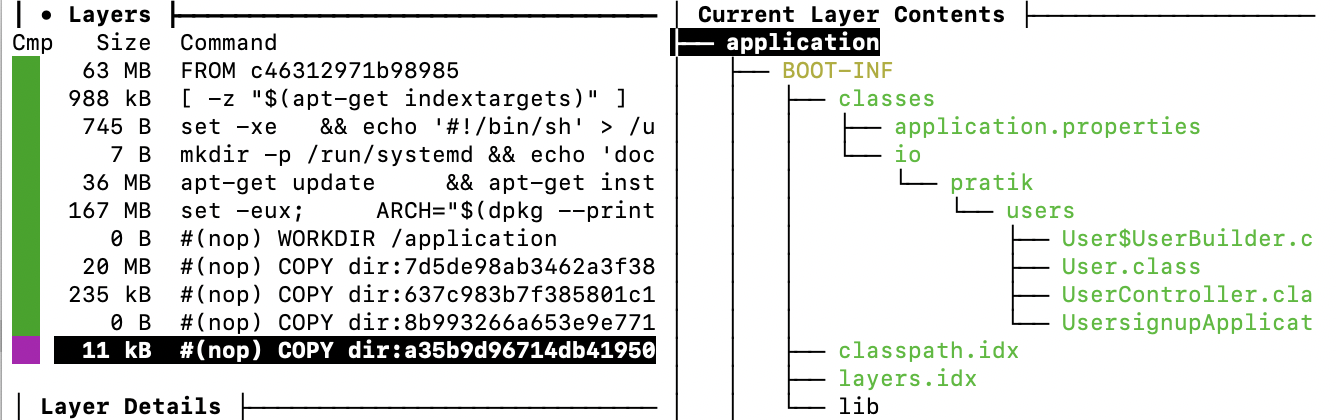 ● Layers
Cmp Size Command
63 MB FROM c46312971b98985
988 kB [ -z "$(apt-get indextargets)" ]
745 B set -xe && echo '#!/bin/sh' > /u
7 B mkdir -p /run/systemd && echo 'doc
36 MB apt-get update && apt-get inst
167 MB set -eux; ARCH="$(dpkg --print
0 B #(nop) WORKDIR /application
20 MB #(nop) COPY dir:7d5de98ab3462a3f38
235 kB #(nop) COPY dir:637c983b7f385801c1
0 B #(nop) COPY dir:8b993266a653e9e771
11 kB #(nop) COPY dir:a35b9d96714db41950
Layer Details
Current Layer Contents
application
BOOT-INF
classes
application.properties
io
pratik
users
User$UserBuilder.c
User.class
UserController.cla
UsersignupApplicat
classpath.idx
layers.idx
lib